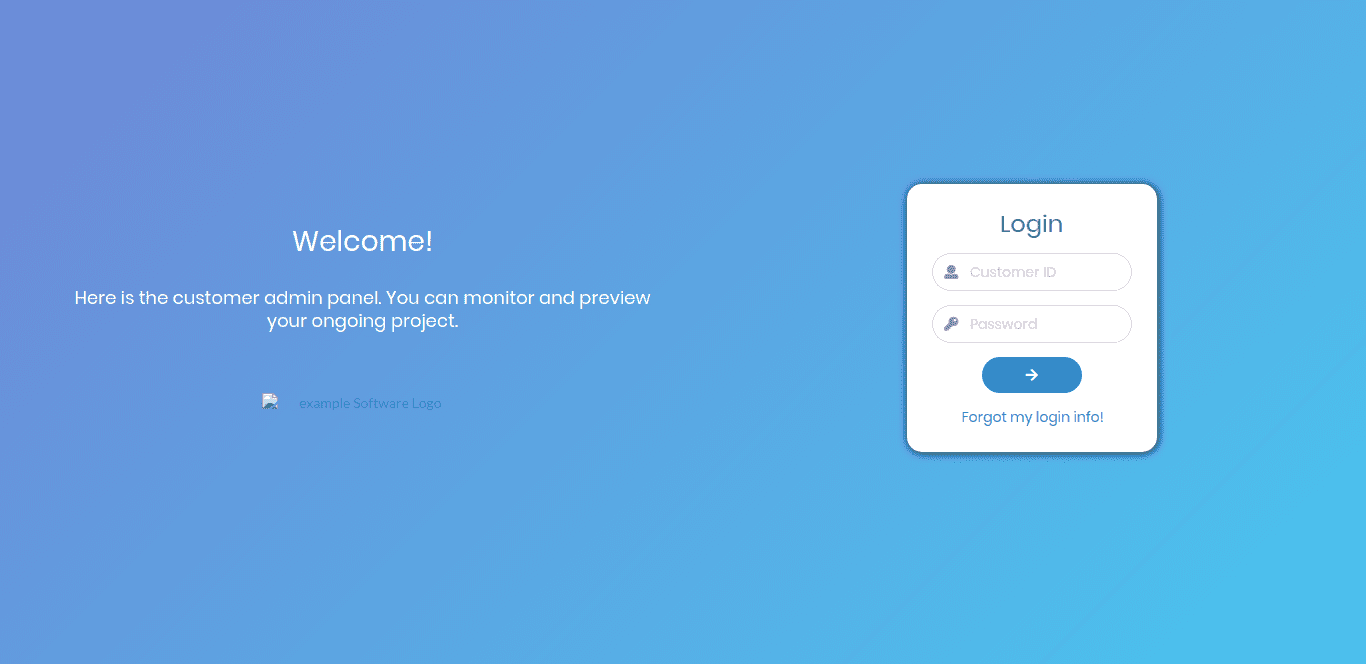 Welcome!
Here is the customer admin panel. You can monitor and preview
your ongoing project.
example Software Logo
Login
Customer ID
Password
Forgot my login info!